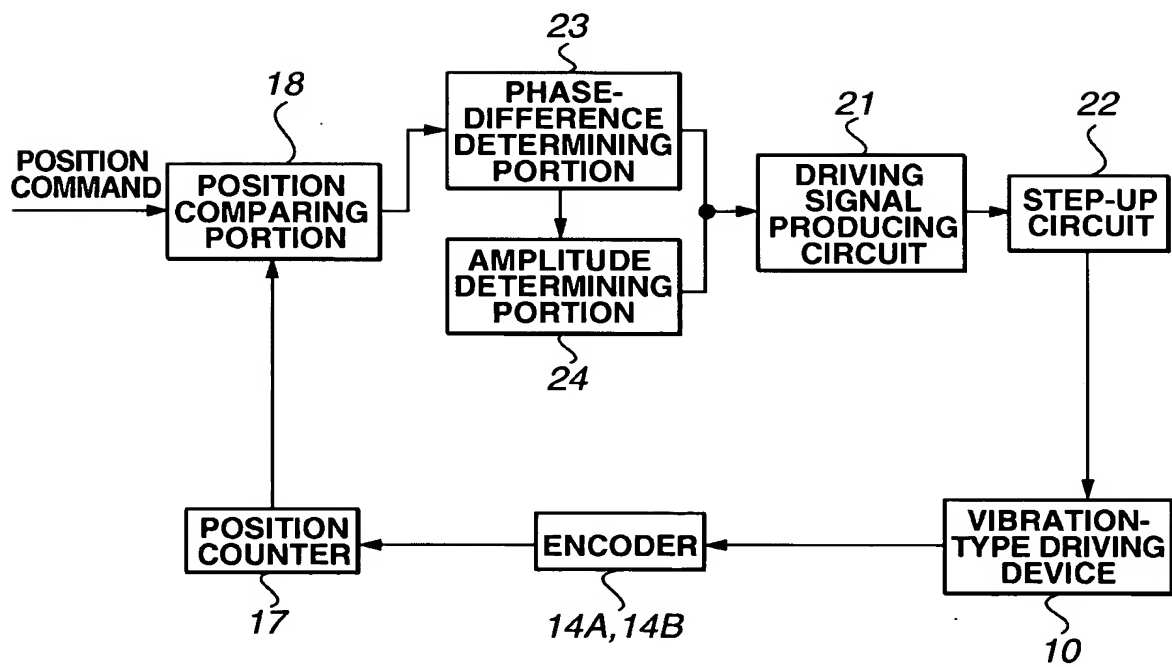 23
18
PHASE-
DIFFERENCE
DETERMINING
PORTION
21
22
POSITION
COMMAND
POSITION
COMPARING
PORTION
DRIVING
SIGNAL
PRODUCING
CIRCUIT
STEP-UP
CIRCUIT
AMPLITUDE
DETERMINING
PORTION
24
POSITION
COUNTER
17
ENCODER
14A, 14B
VIBRATION-
TYPE DRIVING
DEVICE
10